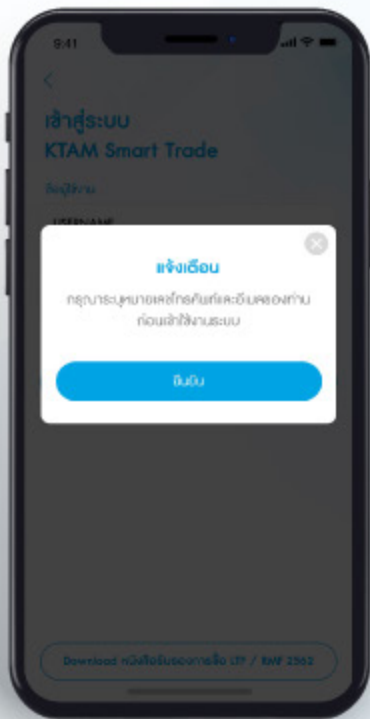 9:41
เข้าสู่ระบบ
KTAM Smart Trade
ชื่อผู้ใช้งาน
USERNAME
แจ้งเตือน
กรุณาระบุหมายเลขโทรศัพท์และอีเมลของท่าน
ก่อนเข้าใช้งานระบบ
ยืนยัน
Download หนังสือรับรองการซื้อ LTF / RMF 2562